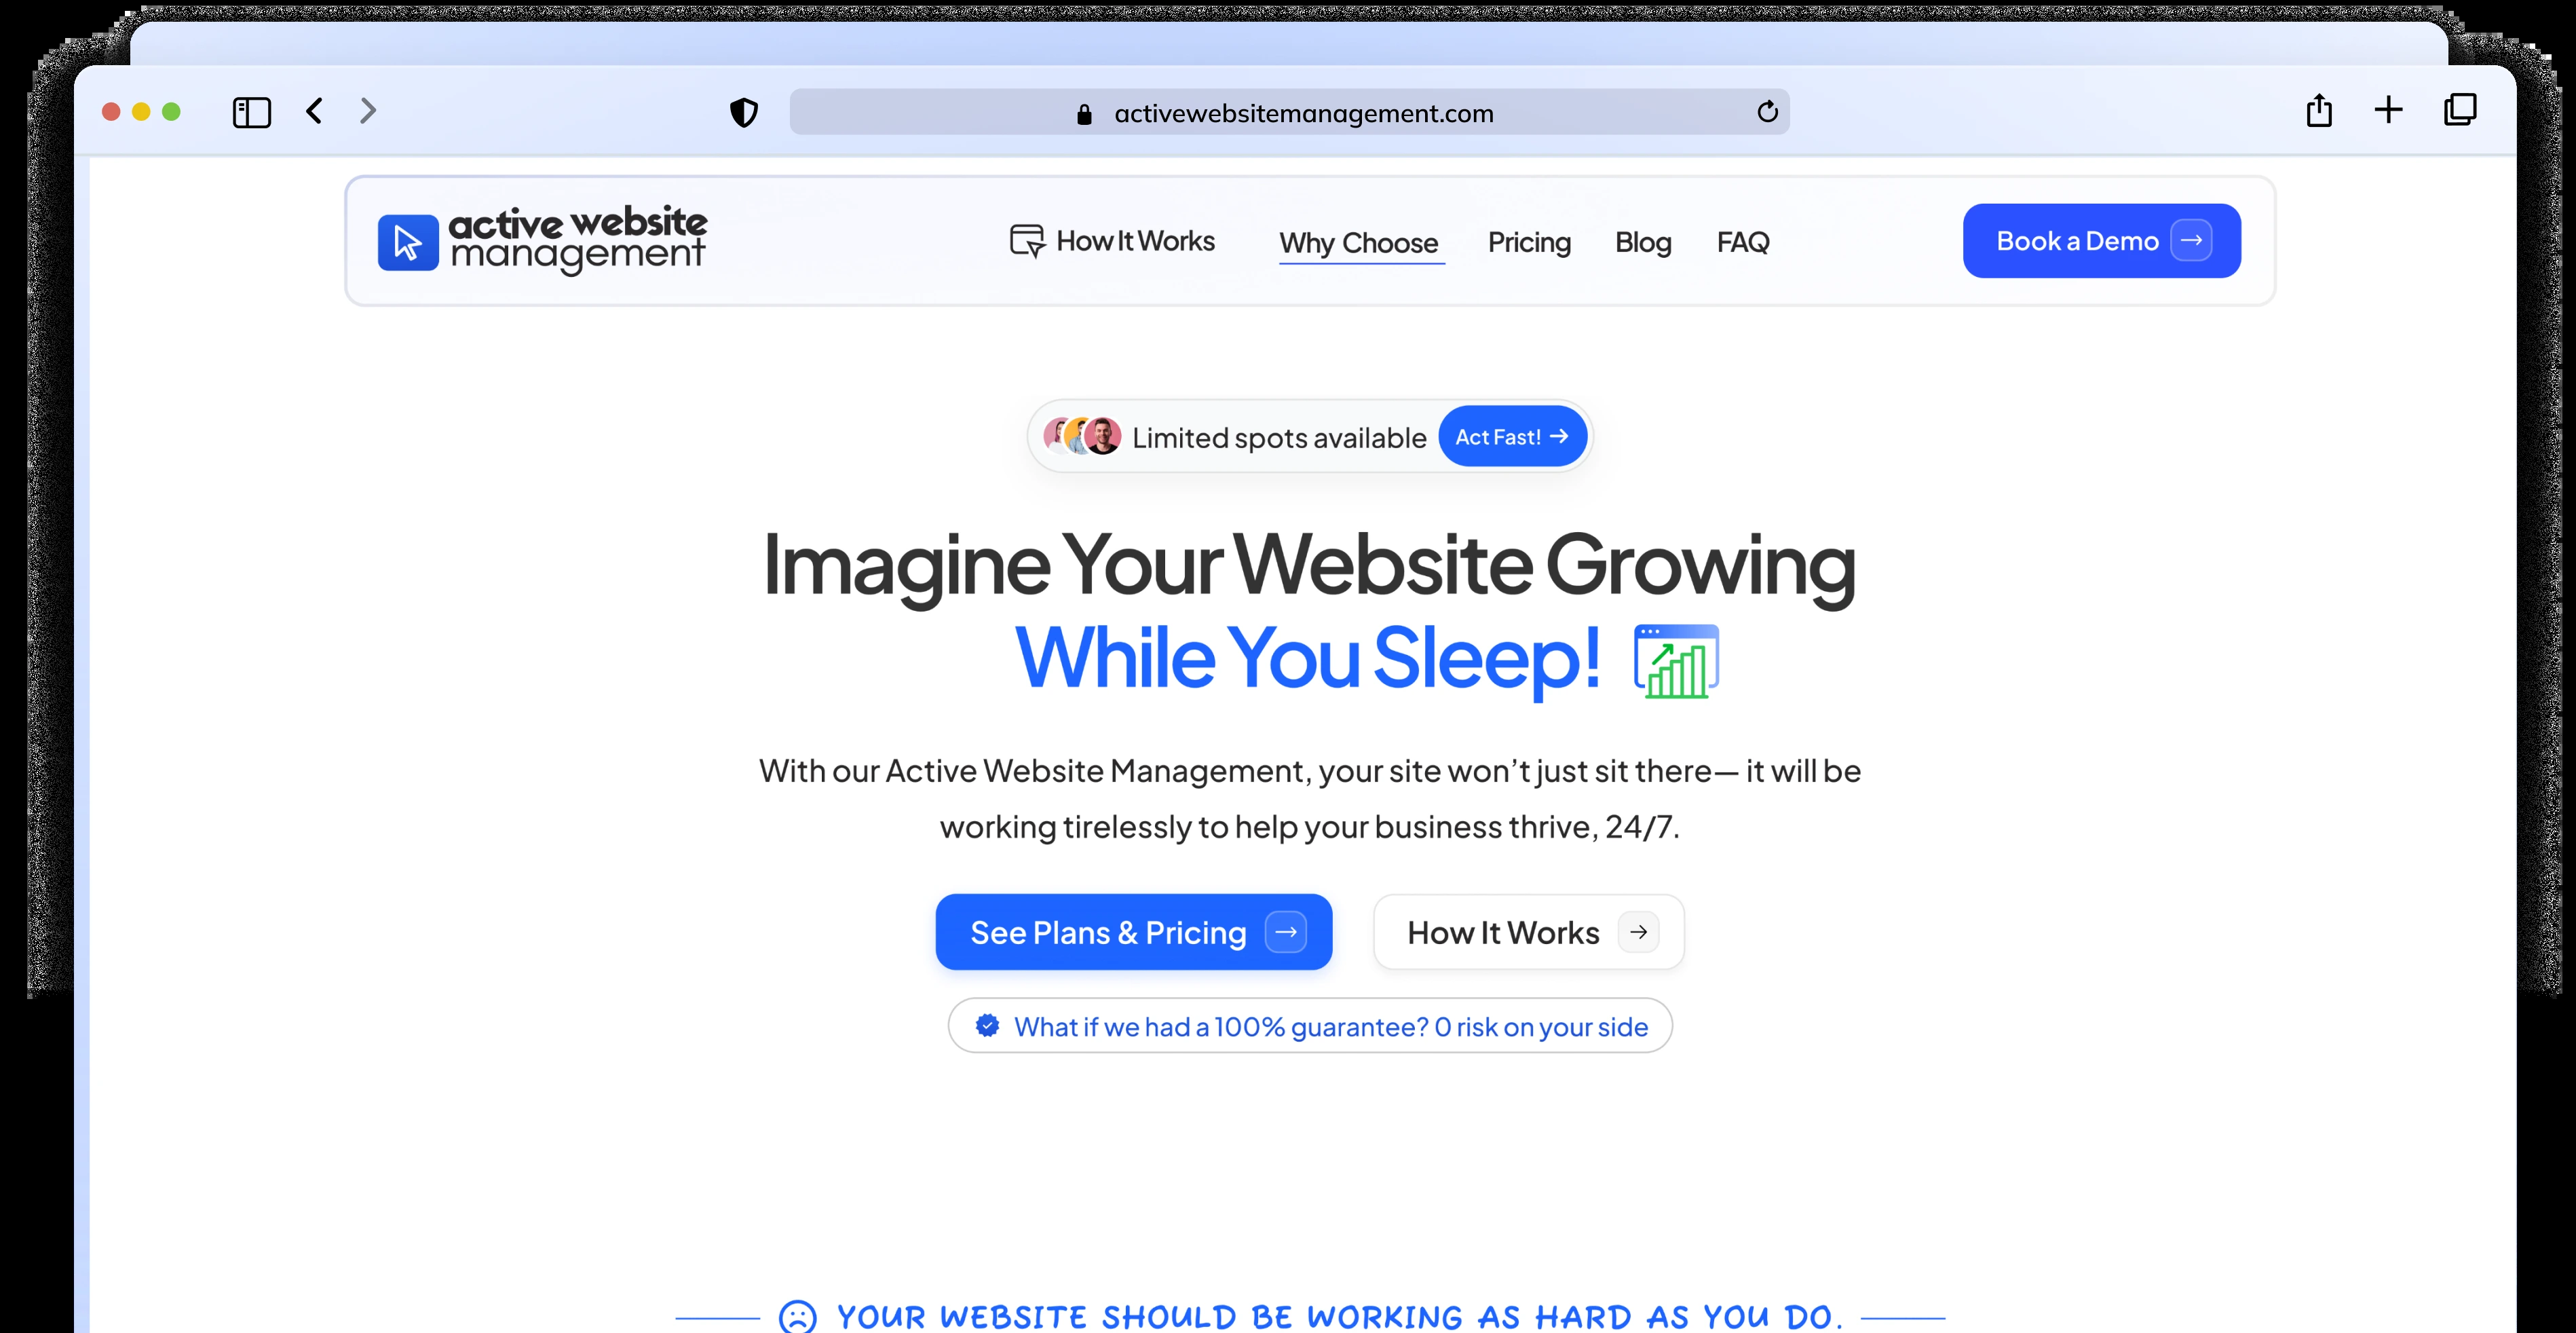 activewebsitemanagement.com
active website
management
How It Works
Why Choose
Pricing
Blog
FAQ
Book a Demo
Limited spots available
Act Fast!
Imagine Your Website Growing
While You Sleep!
With our Active Website Management, your site won’t just sit there— it will be
working tirelessly to help your business thrive, 24/7.
See Plans & Pricing
How It Works
What if we had a 100% guarantee? 0 risk on your side
YOUR WEBSITE SHOULD BE WORKING AS HARD AS YOU DO.